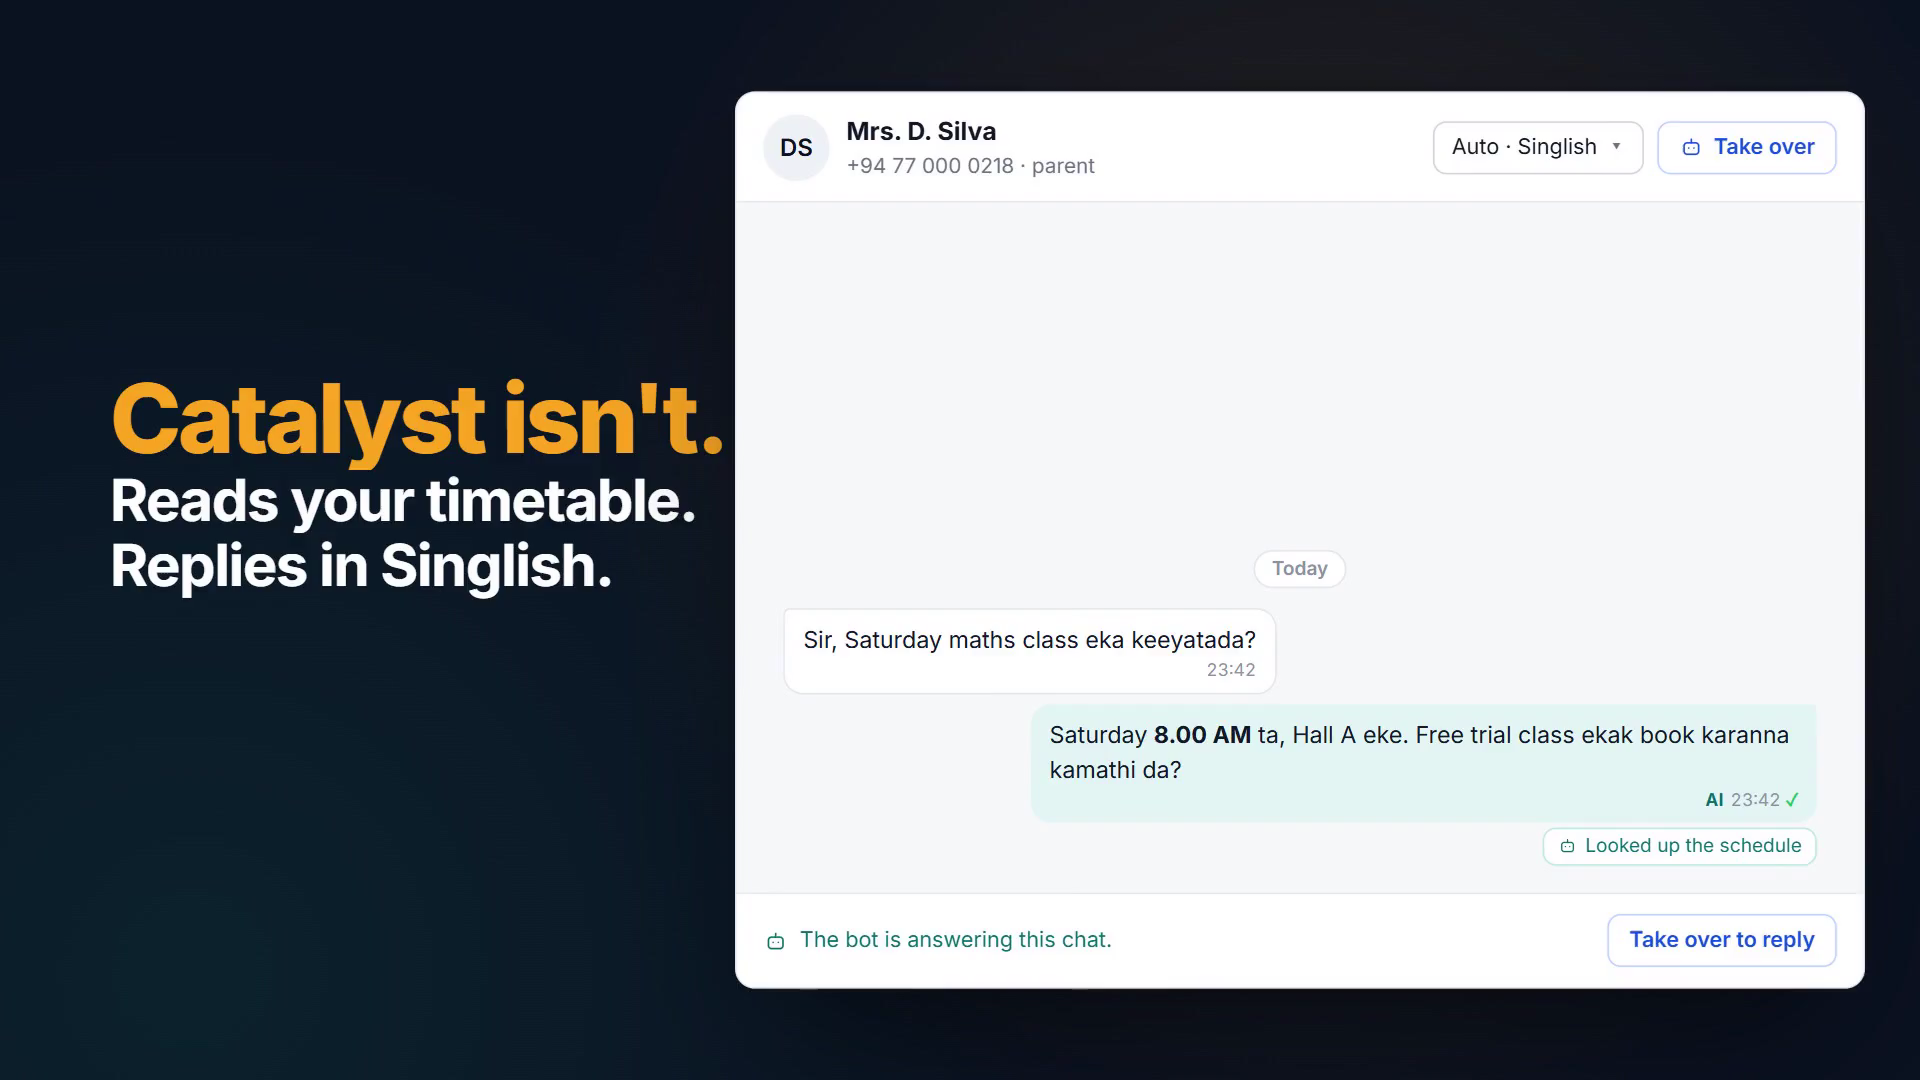 Catalyst isn't.
Reads your timetable.
Replies in Singlish.
DS
Mrs. D. Silva
+94 77 000 0218 · parent
Auto · Singlish ▼
Take over
Today
Sir, Saturday maths class eka keeyatada?
23:42
Saturday 8.00 AM ta, Hall A eke. Free trial class ekak book karanna
kamathi da?
AI 23:42 ✓
Looked up the schedule
The bot is answering this chat.
Take over to reply